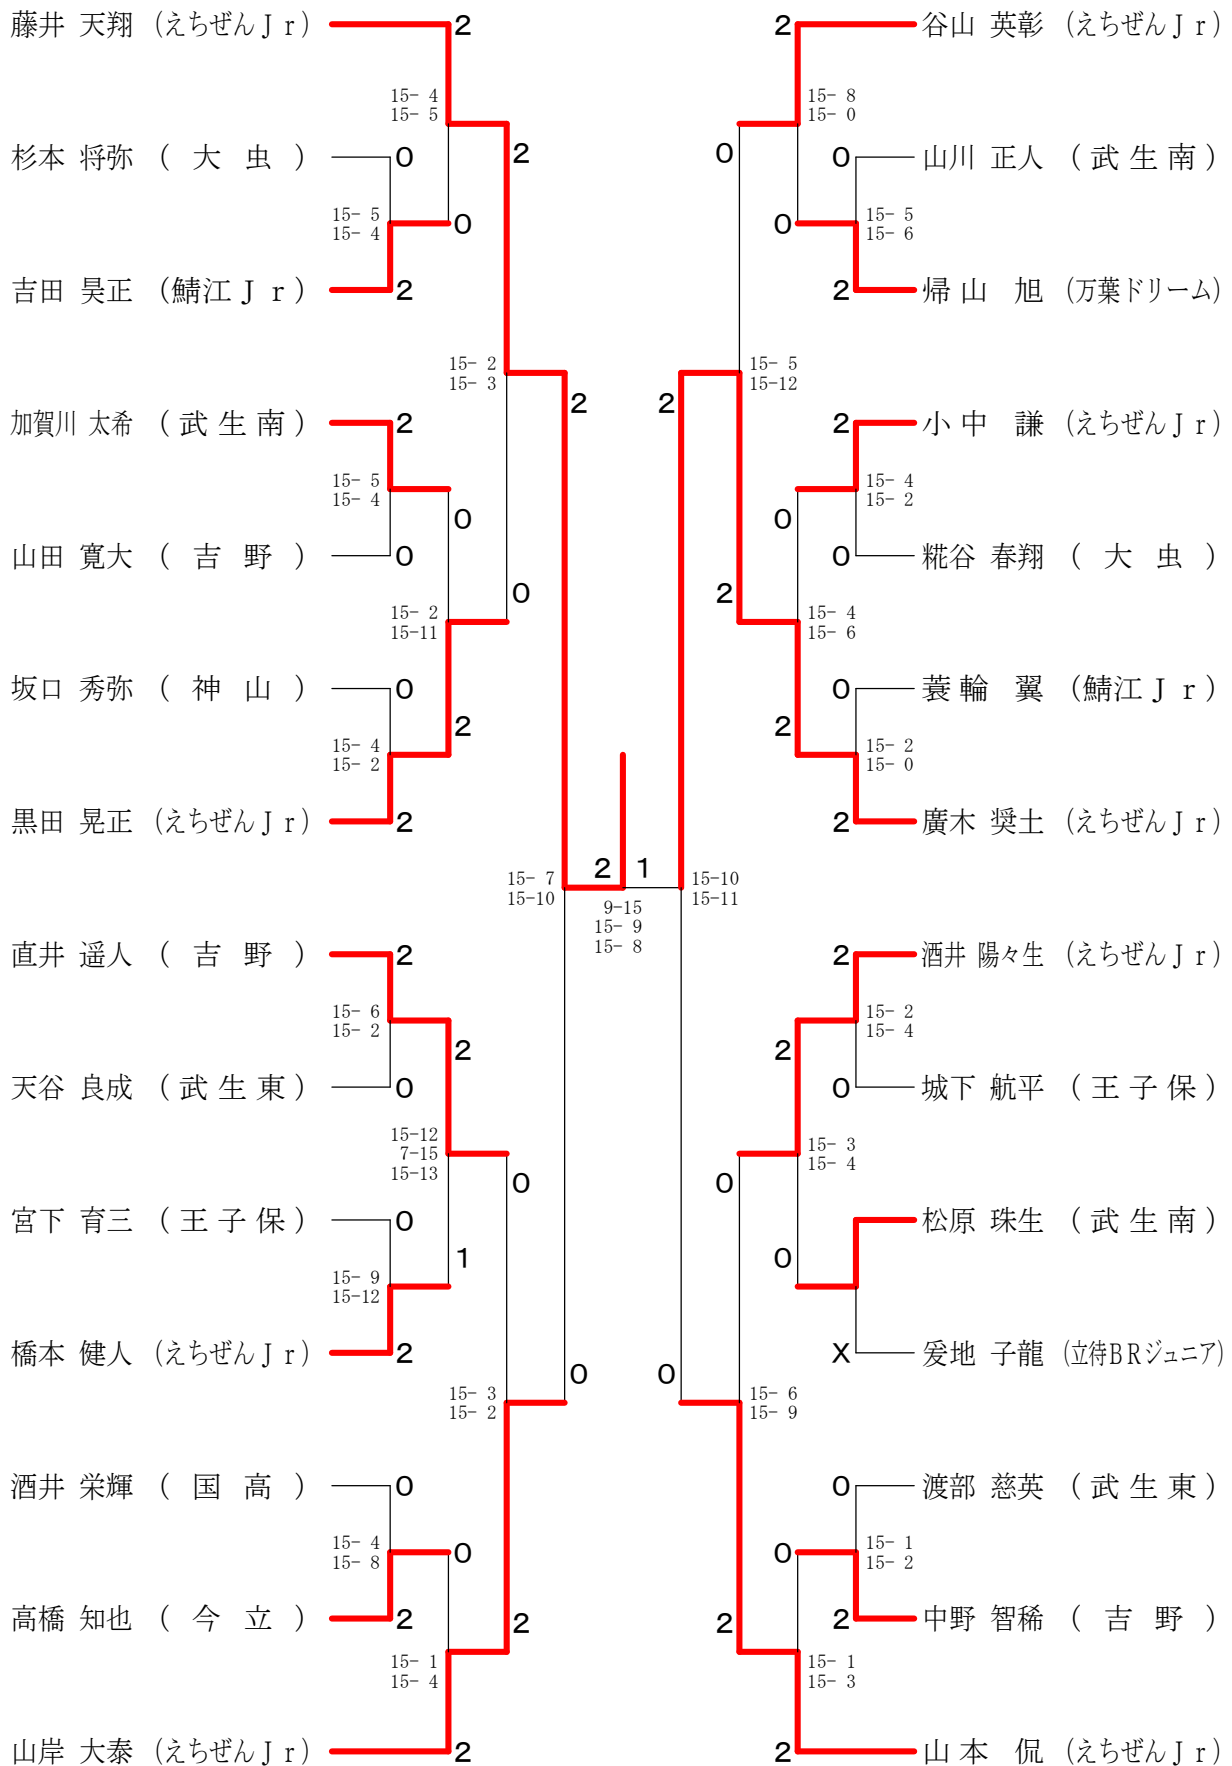 藤井 天翔 (えちぜんＪｒ) 2
15- 4
15- 5
杉本 将弥 ( 大 虫 ) 0
2
15- 5
15- 4
0
吉田 昊正 (鯖江Ｊｒ) 2
15- 2
15- 3
2
加賀川 太希 ( 武 生 南 ) 2
15- 5
15- 4
0
山田 寛大 ( 吉 野 ) 0
0
15- 2
15-11
坂口 秀弥 ( 神 山 ) 0
2
15- 4
15- 2
黒田 晃正 (えちぜんＪｒ) 2
15- 7
15-10
直井 遥人 ( 吉 野 ) 2
15- 6
15- 2
2
天谷 良成 ( 武 生 東 ) 0
15-12
7-15
15-13
0
宮下 育三 ( 王 子 保 ) 0
1
15- 9
15-12
橋本 健人 (えちぜんＪｒ) 2
0
15- 3
15- 2
酒井 栄輝 ( 国 高 ) 0
15- 4
15- 8
0
高橋 知也 ( 今 立 ) 2
2
15- 1
15- 4
山岸 大泰 (えちぜんＪｒ) 2
2 1
9-15
15- 9
15- 8
2 谷山 英彰 (えちぜんＪｒ)
15- 8
15- 0
0
0 山川 正人 ( 武 生 南 )
15- 5
15- 6
0
2 帰 山 旭 (万葉ドリーム)
15- 5
15-12
2
2 小 中 謙 (えちぜんＪｒ)
15- 4
15- 2
0
0 糀谷 春翔 ( 大 虫 )
2
15- 4
15- 6
0 蓑 輪 翼 (鯖江Ｊｒ)
2
15- 2
15- 0
2 廣木 奨土 (えちぜんＪｒ)
15-10
15-11
2 酒井 陽々生 (えちぜんＪｒ)
15- 2
15- 4
2
0 城下 航平 ( 王 子 保 )
15- 3
15- 4
0
松原 珠生 ( 武 生 南 )
0
X 爰地 子龍 (立待ＢＲジュニア)
0
15- 6
15- 9
0 渡部 慈英 ( 武 生 東 )
15- 1
15- 2
0
2 中野 智稀 ( 吉 野 )
2
15- 1
15- 3
2 山 本 侃 (えちぜんＪｒ)